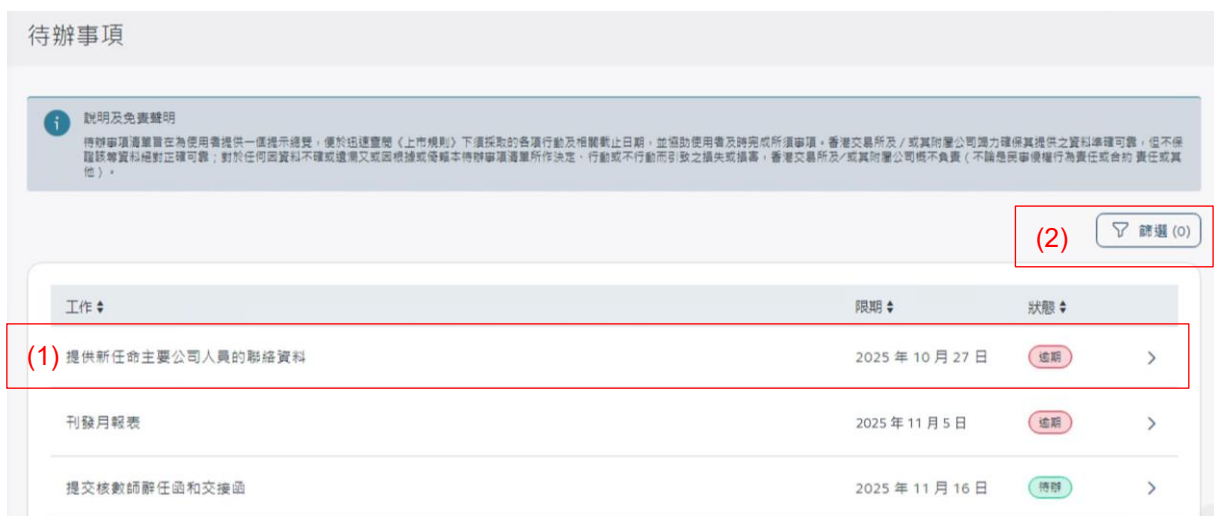 待辦事項
說明及免責聲明
待辦事項清單旨在為使用者提供一個提示總覽，便於迅速查閱《上市規則》下須採取的各項行動及相關截止日期，並協助使用者及時完成所須事項。香港交易所及 / 或其附屬公司竭力確保其提供之資料準確可靠，但不保
證該等資料絕對正確可靠；對於任何因資料不確或遺漏又或因根據或倚賴本待辦事項清單所作決定、行動或不行動而引致之損失或損害，香港交易所及/或其附屬公司概不負責 ( 不論是民事侵權行為責任或合約 責任或其
他 ) 。
(2) 篩選 (0)
工作 限期 狀態
(1) 提供新任命主要公司人員的聯絡資料 2025 年 10 月 27 日 逾期
刊發月報表 2025 年 11 月 5 日 逾期
提交核數師辭任函和交接函 2025 年 11 月 16 日 待辦